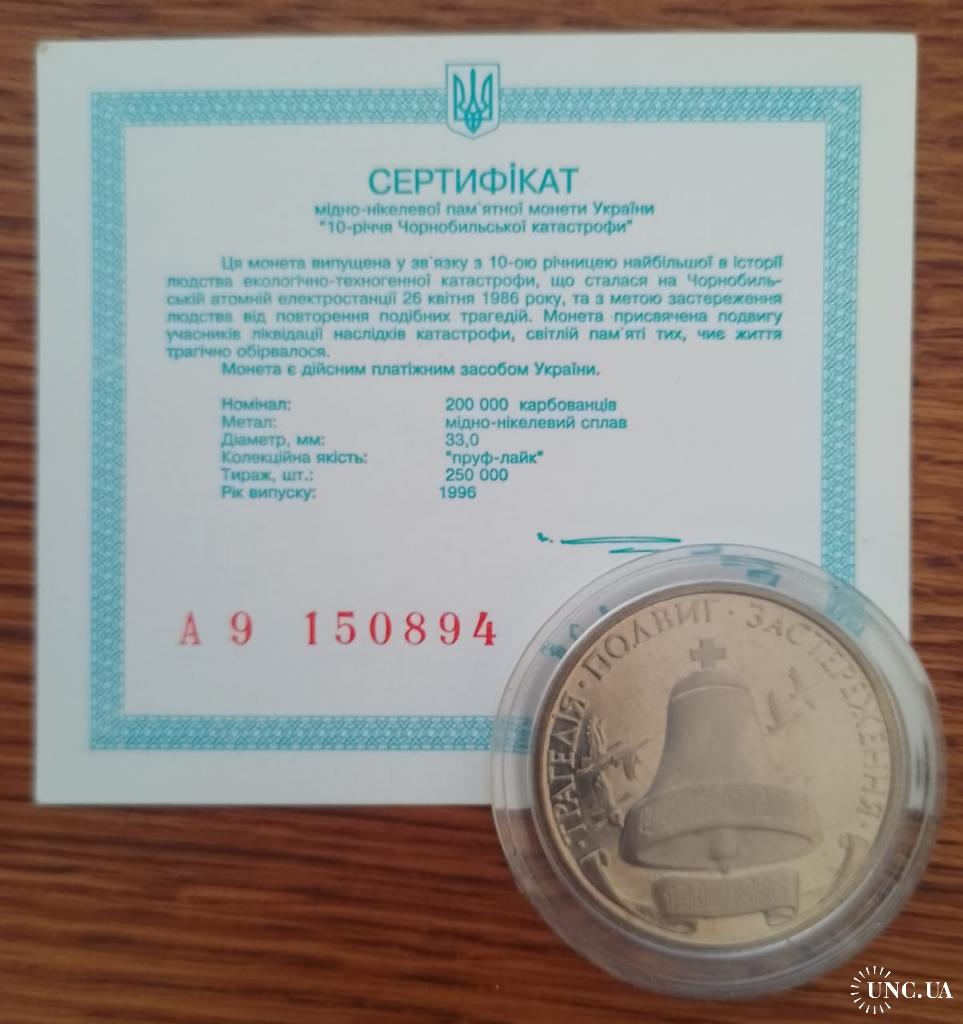 СЕРТИФІКАТ
мідно-нікелевої пам`ятної монети України
"10-річчя Чорнобильської катастрофи"
Ця монета випущена у зв`язку з 10-ою річницею найбільшої в історії
людства екологічно-техногенної катастрофи, що сталася на Чорнобиль-
ській атомній електростанції 26 квітня 1986 року, та з метою застереження
людства від повторення подібних трагедій. Монета присвячена подвигу
учасників ліквідації наслідків катастрофи, світлій пам`яті тих, чиє життя
трагічно обірвалося.
Монета є дійсним платіжним засобом України.
Номінал: 200 000 карбованців
Метал: мідно-нікелевий сплав
Діаметр, мм: 33,0
Колекційна якість: "пруф-лайк"
Тираж, шт.: 250 000
Рік випуску: 1996
А 9 150894
ТРАГЕДІЯ · ПОДВИГ · ЗАСТЕРЕЖЕННЯ
UNC.UA